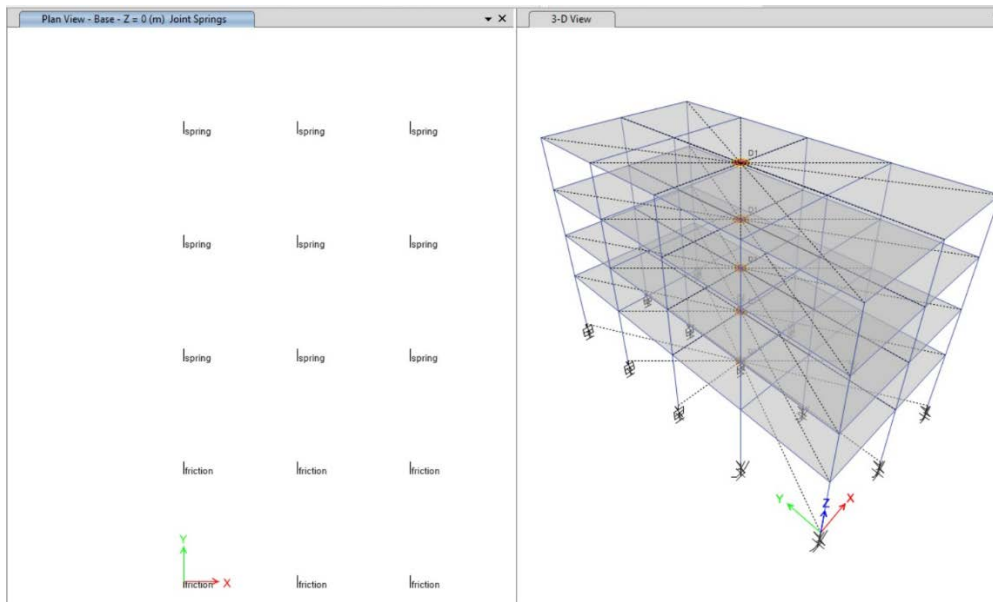 Plan View - Base - Z = 0 (m) Joint Springs
spring spring spring
spring spring spring
spring spring spring
friction friction friction
Y
friction X friction friction
3-D View
D1
Y Z X